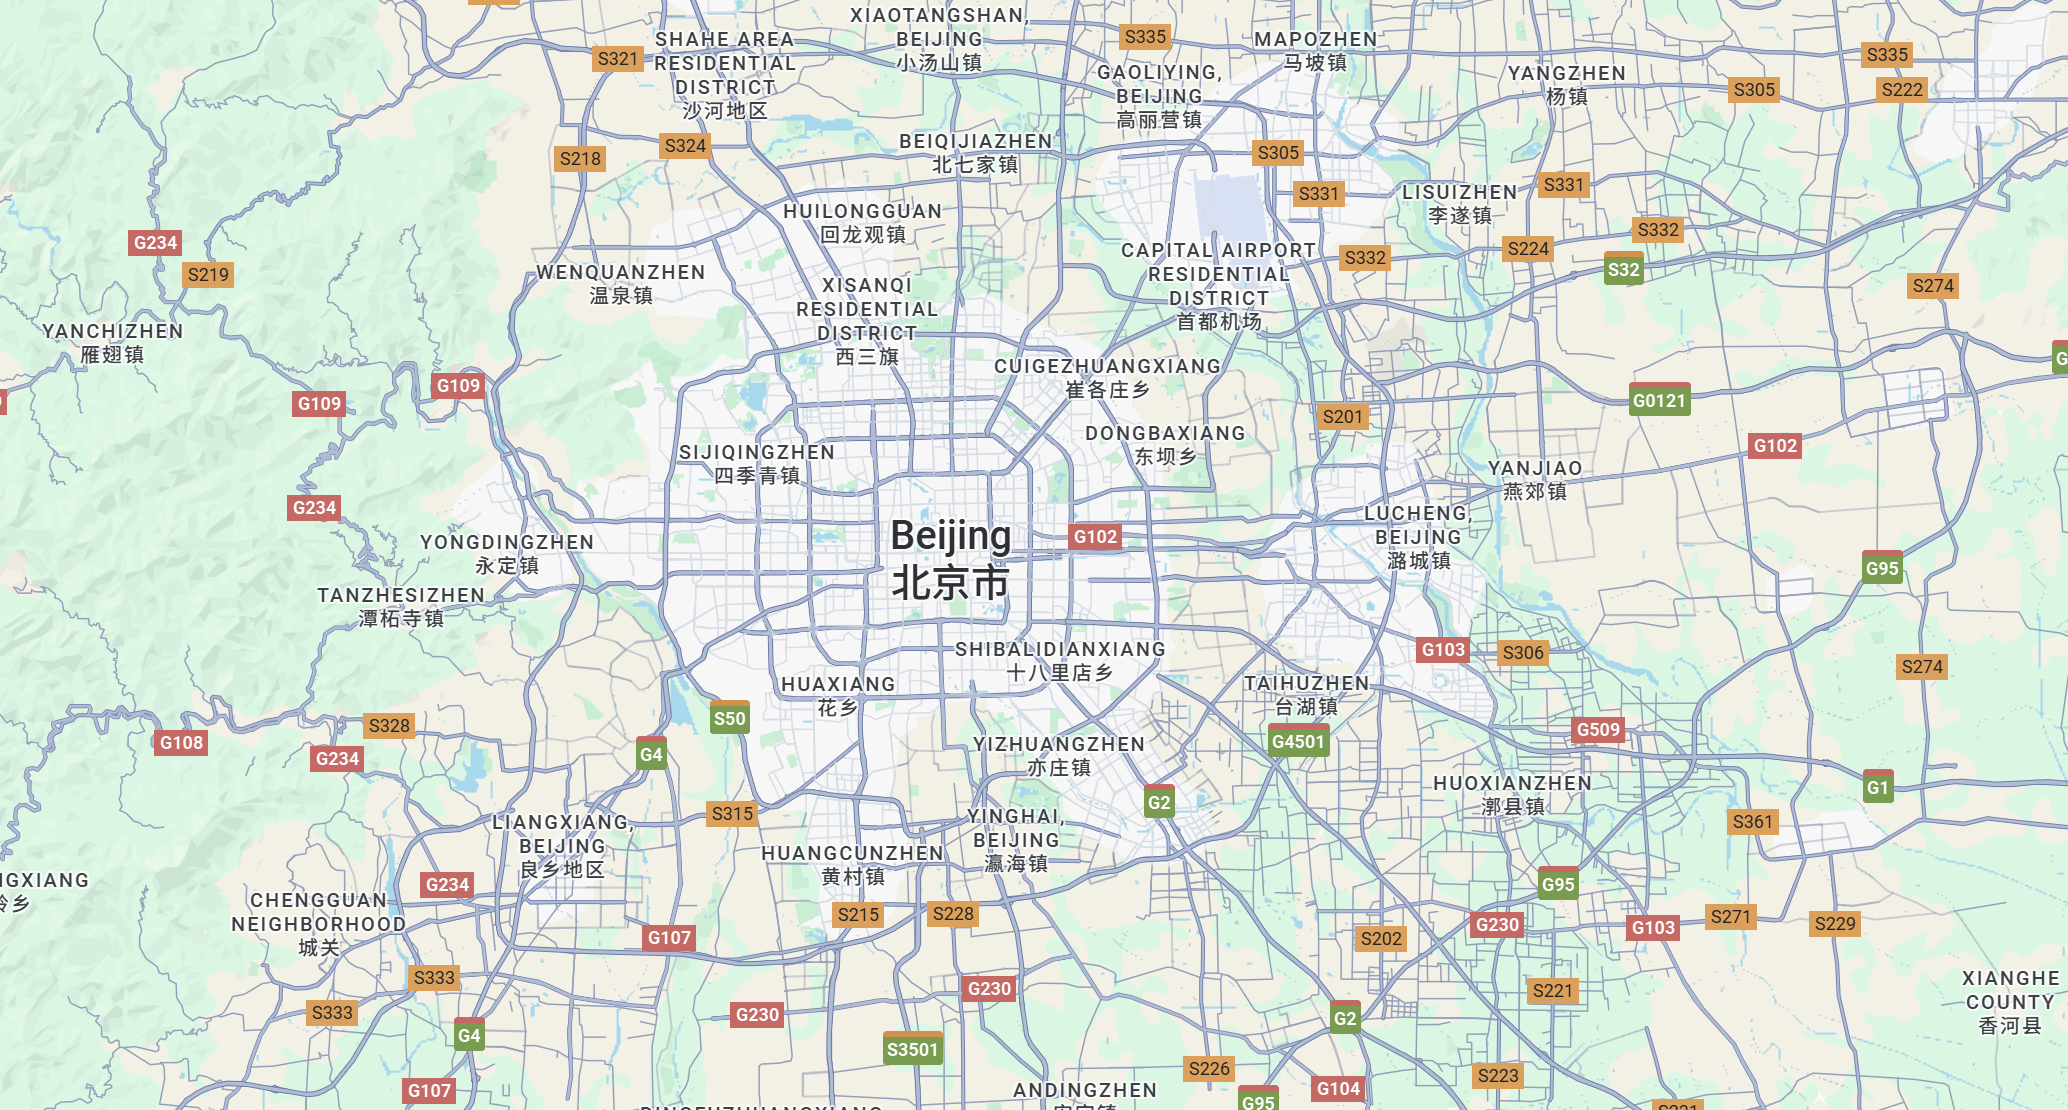 XIAOTANGSHAN,
BEIJING
小汤山镇
SHAHE AREA
RESIDENTIAL
DISTRICT
沙河地区
S321
S335
MAPOZHEN
马坡镇
S335
GAOLIYING,
BEIJING
高丽营镇
YANGZHEN
杨镇
S305
S222
S218
S324
BEIQIJIAZHEN
北七家镇
S305
S331
S331
LISUIZHEN
李遂镇
HUILONGGUAN
回龙观镇
G234
S219
CAPITAL AIRPORT
RESIDENTIAL
DISTRICT
首都机场
S332
S224
S332
S32
S274
WENQUANZHEN
温泉镇
XISANQI
RESIDENTIAL
DISTRICT
西三旗
YANCHIZHEN
雁翅镇
G109
G109
CUIGEZHUANGXIANG
崔各庄乡
G0121
S201
DONGBAXIANG
东坝乡
G102
SIJIQINGZHEN
四季青镇
YANJIAO
燕郊镇
G234
Beijing
北京市
G102
LUCHENG,
BEIJING
潞城镇
YONGDINGZHEN
永定镇
G95
TANZHESIZHEN
潭柘寺镇
SHIBALIDIANXIANG
十八里店乡
G103
S306
S274
HUAXIANG
花乡
TAIHUZHEN
台湖镇
S50
S328
G108
G234
G4
G4501
G509
YIZHUANGZHEN
亦庄镇
HUOXIANZHEN
漷县镇
G1
G2
S315
S361
LIANGXIANG,
BEIJING
良乡地区
YINGHAI,
BEIJING
瀛海镇
HUANGCUNZHEN
黄村镇
G234
G95
CHENGGUAN
NEIGHBORHOOD
城关
S215
S228
G107
S202
G230
G103
S271
S229
S333
S333
G230
G230
S221
XIANGHE
COUNTY
香河县
G4
G2
S3501
G107
S226
G95
G104
S223
ANDINGZHEN